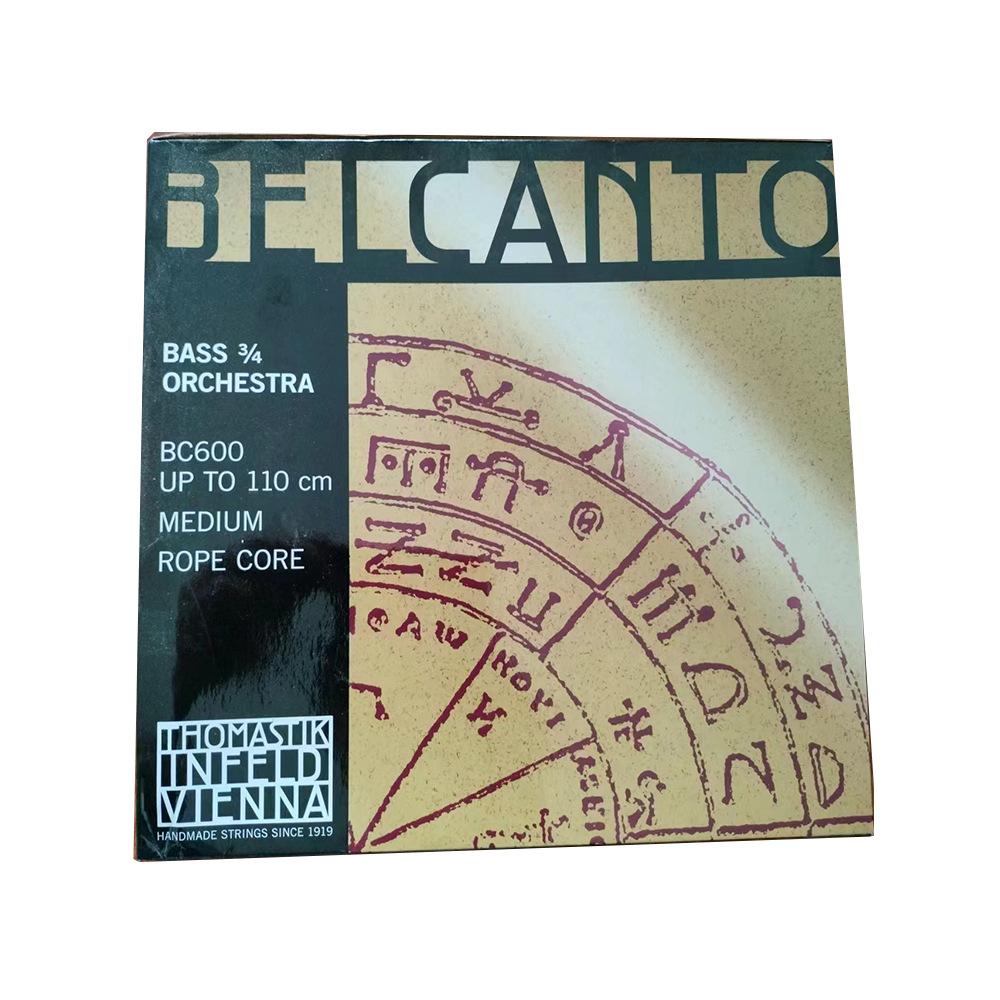 BELCANTO
BASS ¾
ORCHESTRA
BC600
UP TO 110 cm
MEDIUM
ROPE CORE
THOMASTIK
INFELD
VIENNA
HANDMADE STRINGS SINCE 1919